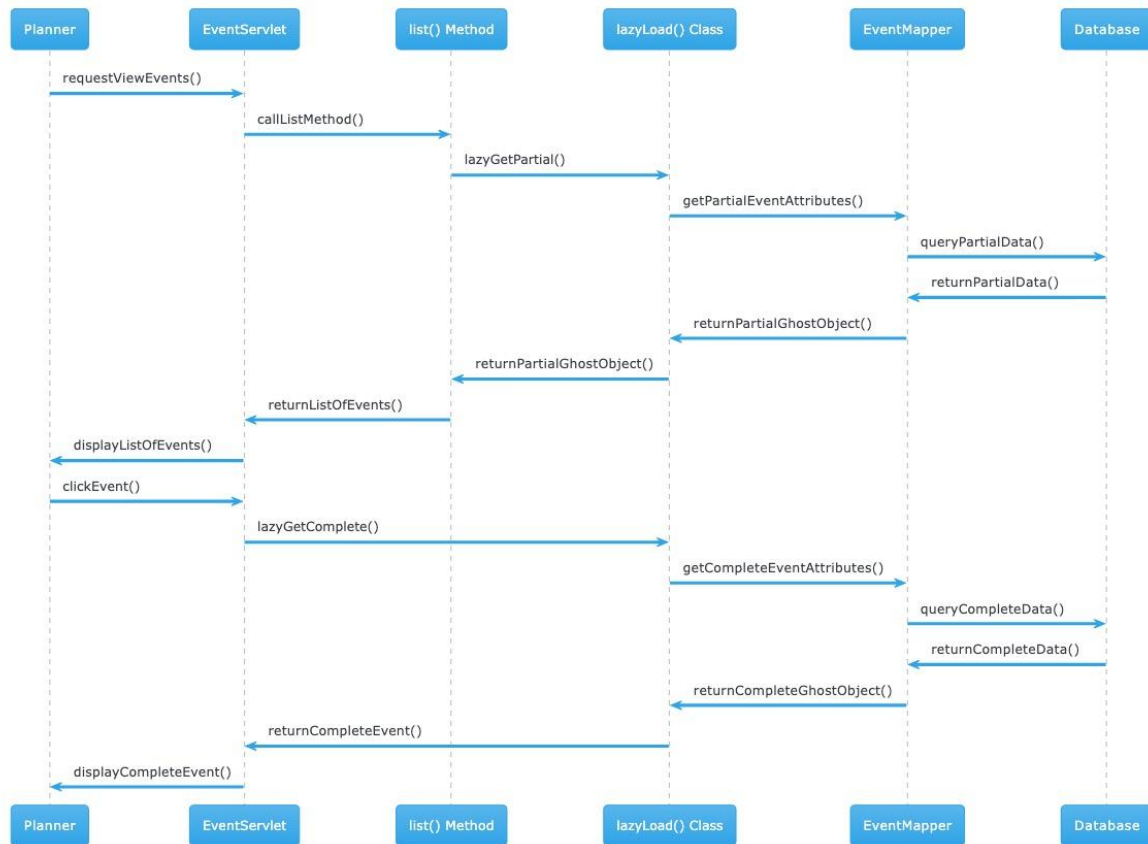 Planner
EventServlet
list() Method
lazyLoad() Class
EventMapper
Database
requestViewEvents()
callListMethod()
lazyGetPartial()
getPartialEventAttributes()
queryPartialData()
returnPartialData()
returnPartialGhostObject()
returnPartialGhostObject()
returnListOfEvents()
displayListOfEvents()
clickEvent()
lazyGetComplete()
getCompleteEventAttributes()
queryCompleteData()
returnCompleteData()
returnCompleteGhostObject()
returnCompleteEvent()
displayCompleteEvent()
Planner
EventServlet
list() Method
lazyLoad() Class
EventMapper
Database